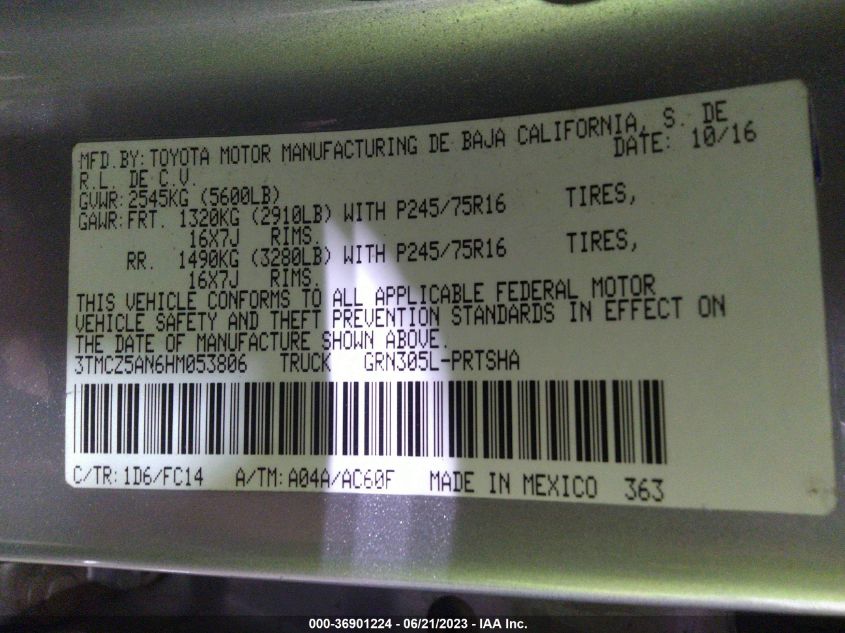 MFD.BY:TOYOTA MOTOR MANUFACTURING DE BAJA CALIFORNIA, S. DE
R.L. DE C.V. DATE: 10/16
GVWR:2545KG (5600LB)
GAWR:FRT. 1320KG (2910LB) WITH P245/75R16 TIRES,
16X7J RIMS.
RR. 1490KG (3280LB) WITH P245/75R16 TIRES,
16X7J RIMS.
THIS VEHICLE CONFORMS TO ALL APPLICABLE FEDERAL MOTOR
VEHICLE SAFETY AND THEFT PREVENTION STANDARDS IN EFFECT ON
THE DATE OF MANUFACTURE SHOWN ABOVE.
3TMCZ5AN6HM053806 TRUCK GRN305L-PRTSHA
C/TR:1D6/FC14 A/TM:A04A/AC60F MADE IN MEXICO 363
000-36901224 - 06/21/2023 - IAA Inc.